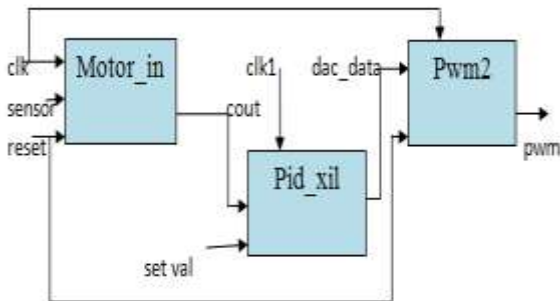 clk
Motor_in
clk1
dac_data
Pwm2
sensor
cout
reset
pwm
Pid_xil
set val